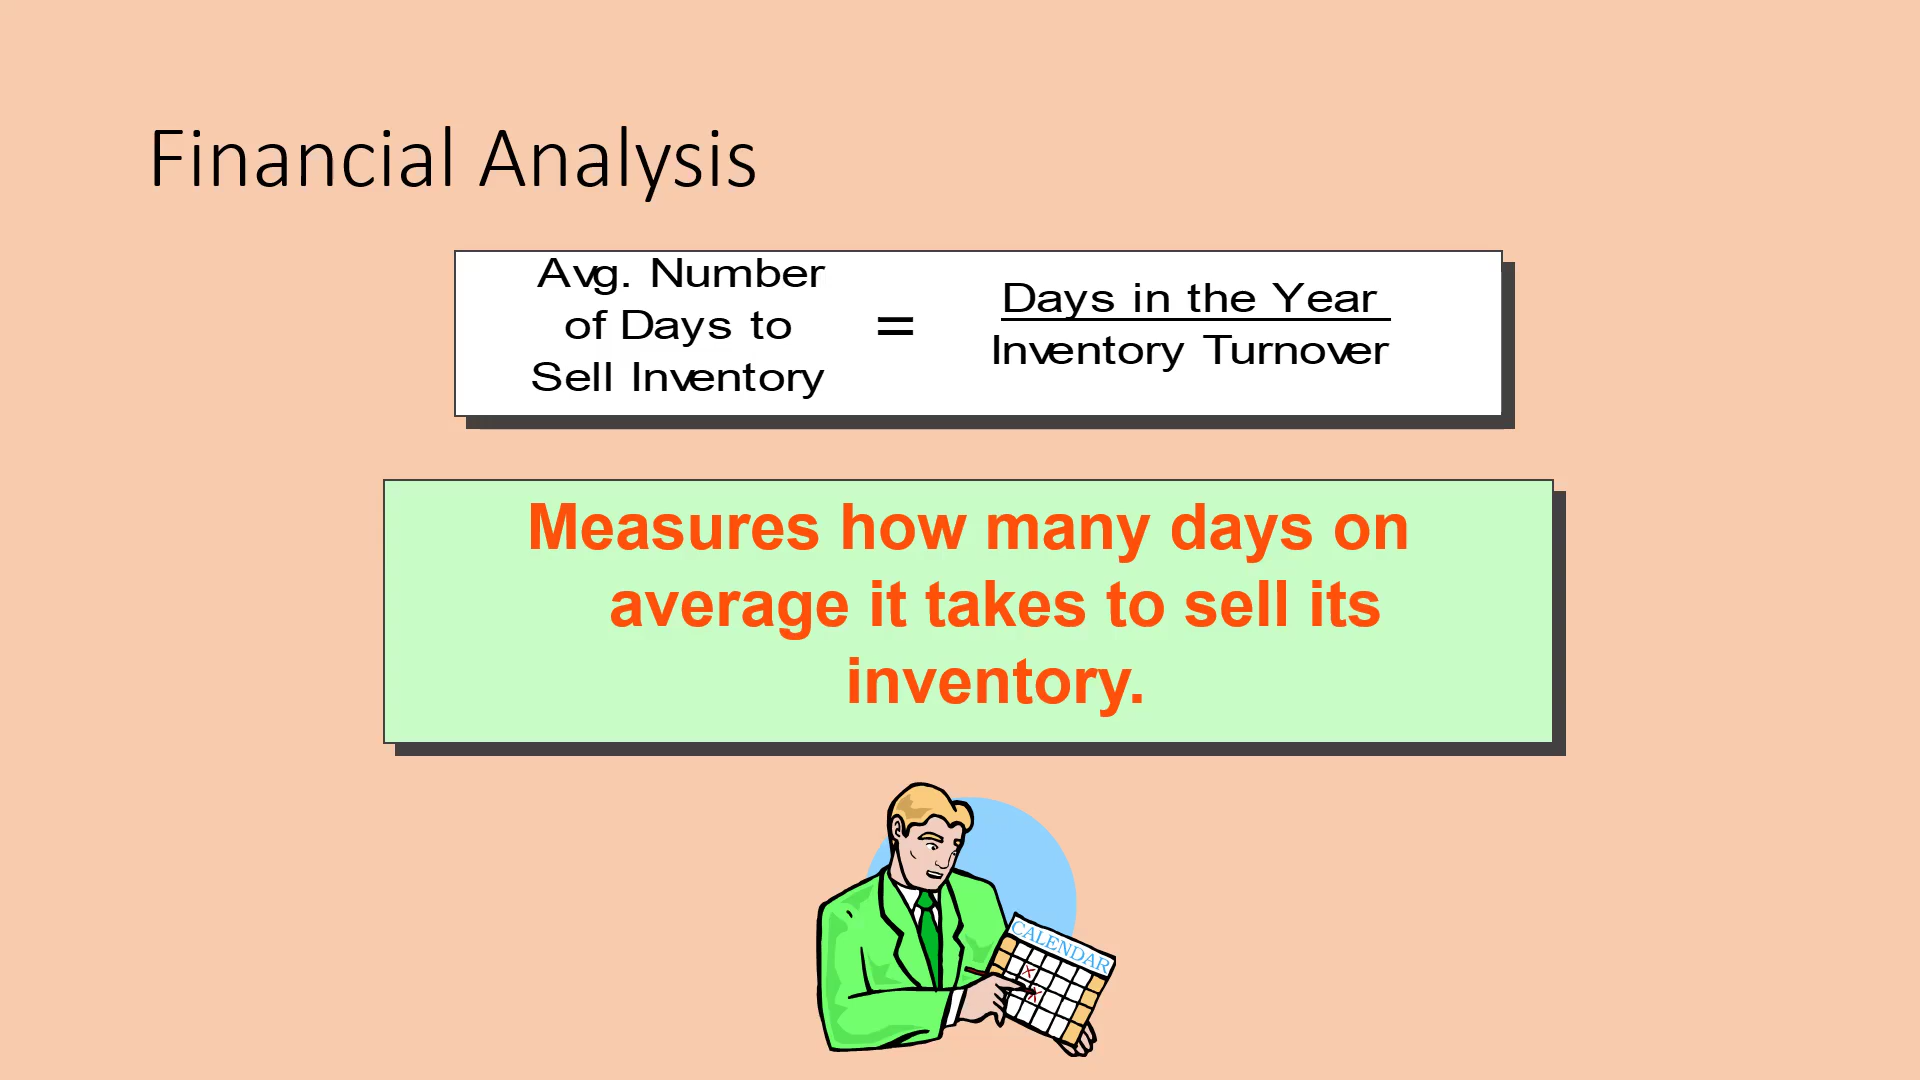 Financial Analysis
Avg. Number
of Days to
Sell Inventory
=
Days in the Year
Inventory Turnover
Measures how many days on
average it takes to sell its
inventory.
CALENDAR